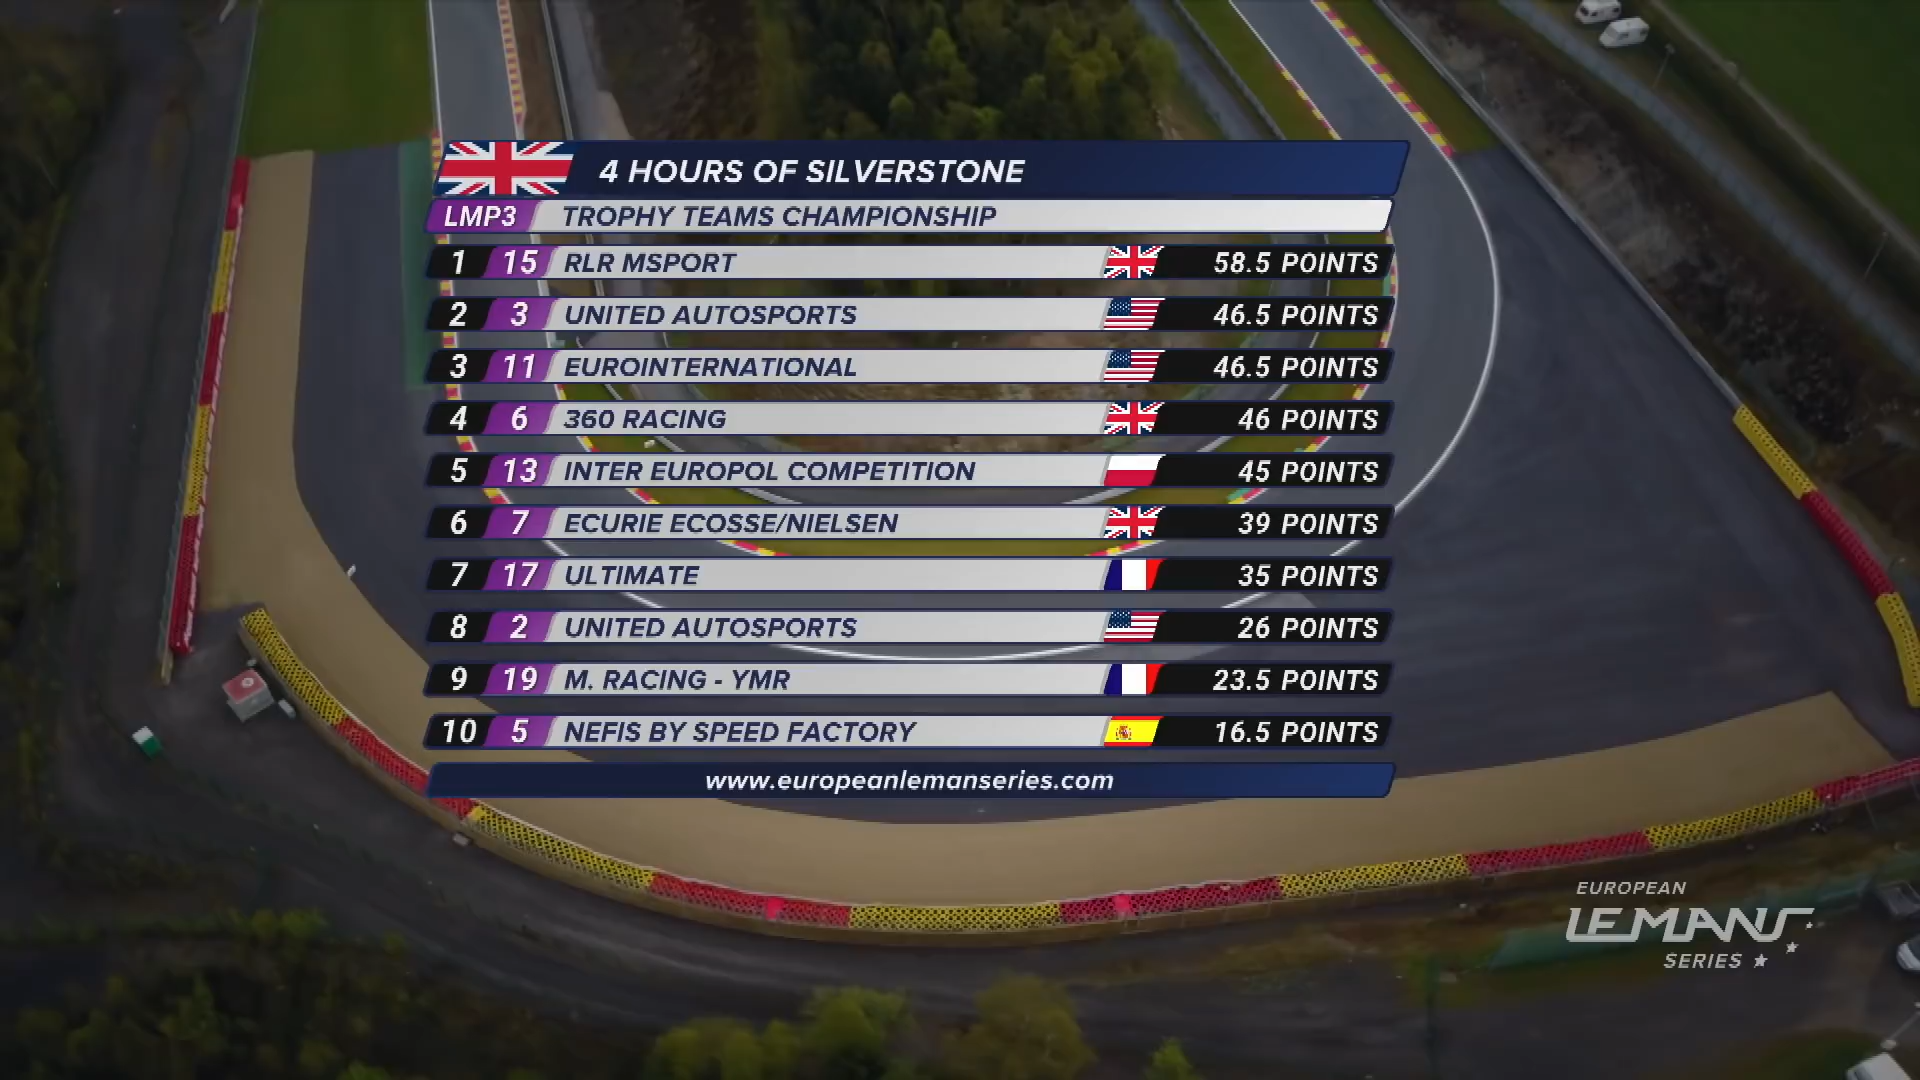 4 HOURS OF SILVERSTONE
LMP3 TROPHY TEAMS CHAMPIONSHIP
1 15 RLR MSPORT 58.5 POINTS
2 3 UNITED AUTOSPORTS 46.5 POINTS
3 11 EUROINTERNATIONAL 46.5 POINTS
4 6 360 RACING 46 POINTS
5 13 INTER EUROPOL COMPETITION 45 POINTS
6 7 ECURIE ECOSSE/NIELSEN 39 POINTS
7 17 ULTIMATE 35 POINTS
8 2 UNITED AUTOSPORTS 26 POINTS
9 19 M. RACING - YMR 23.5 POINTS
10 5 NEFIS BY SPEED FACTORY 16.5 POINTS
www.europeanlemanseries.com
EUROPEAN
LE MANS
SERIES